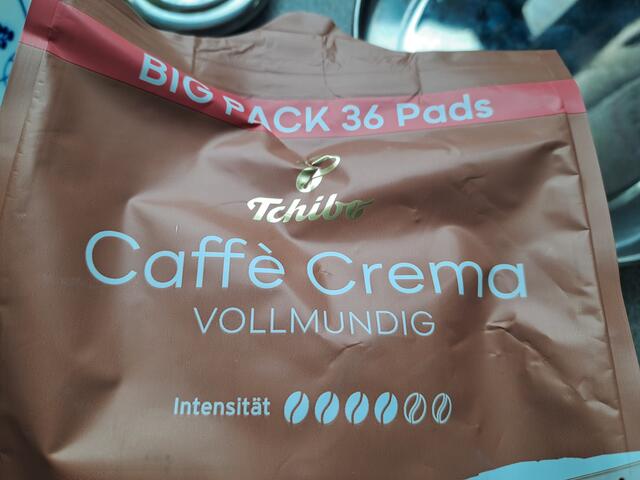 BIG PACK 36 Pads
Tchibo
Caffè Crema
VOLLMUNDIG
Intensität